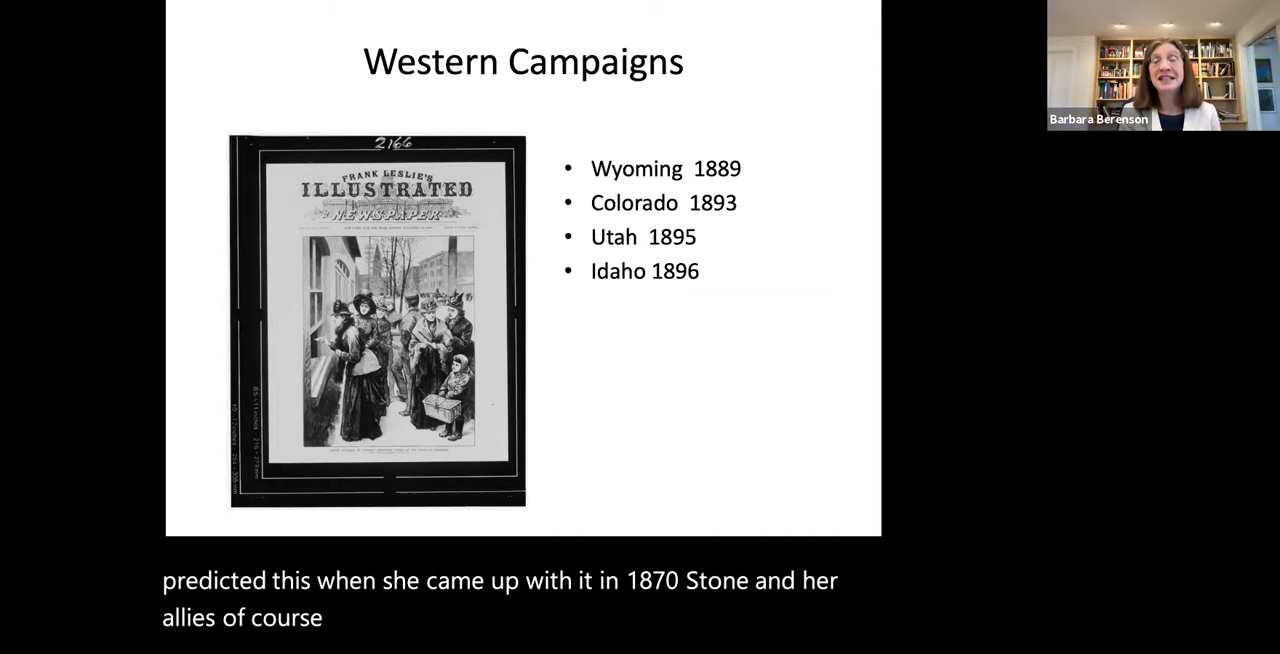 Western Campaigns
2166
FRANK LESLIE'S
ILLUSTRATED
NEWSPAPER
• Wyoming 1889
• Colorado 1893
• Utah 1895
• Idaho 1896
Barbara Berenson
predicted this when she came up with it in 1870 Stone and her
allies of course